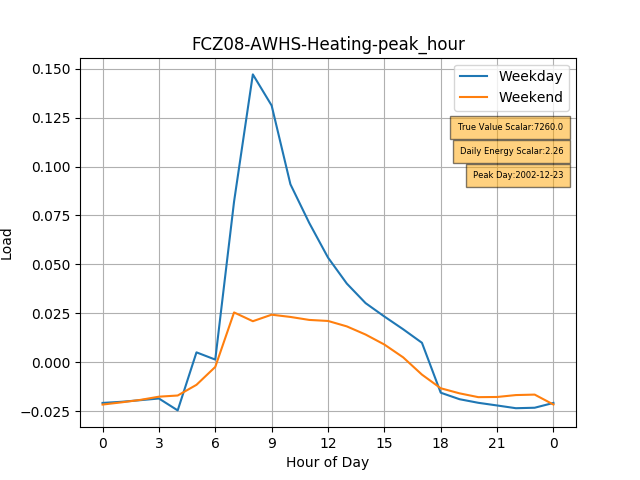 FCZ08-AWHS-Heating-peak_hour
Weekday
Weekend
True Value Scalar:7260.0
Daily Energy Scalar:2.26
Peak Day:2002-12-23
0.150
0.125
0.100
0.075
0.050
0.025
0.000
−0.025
Load
0 3 6 9 12 15 18 21 0
Hour of Day